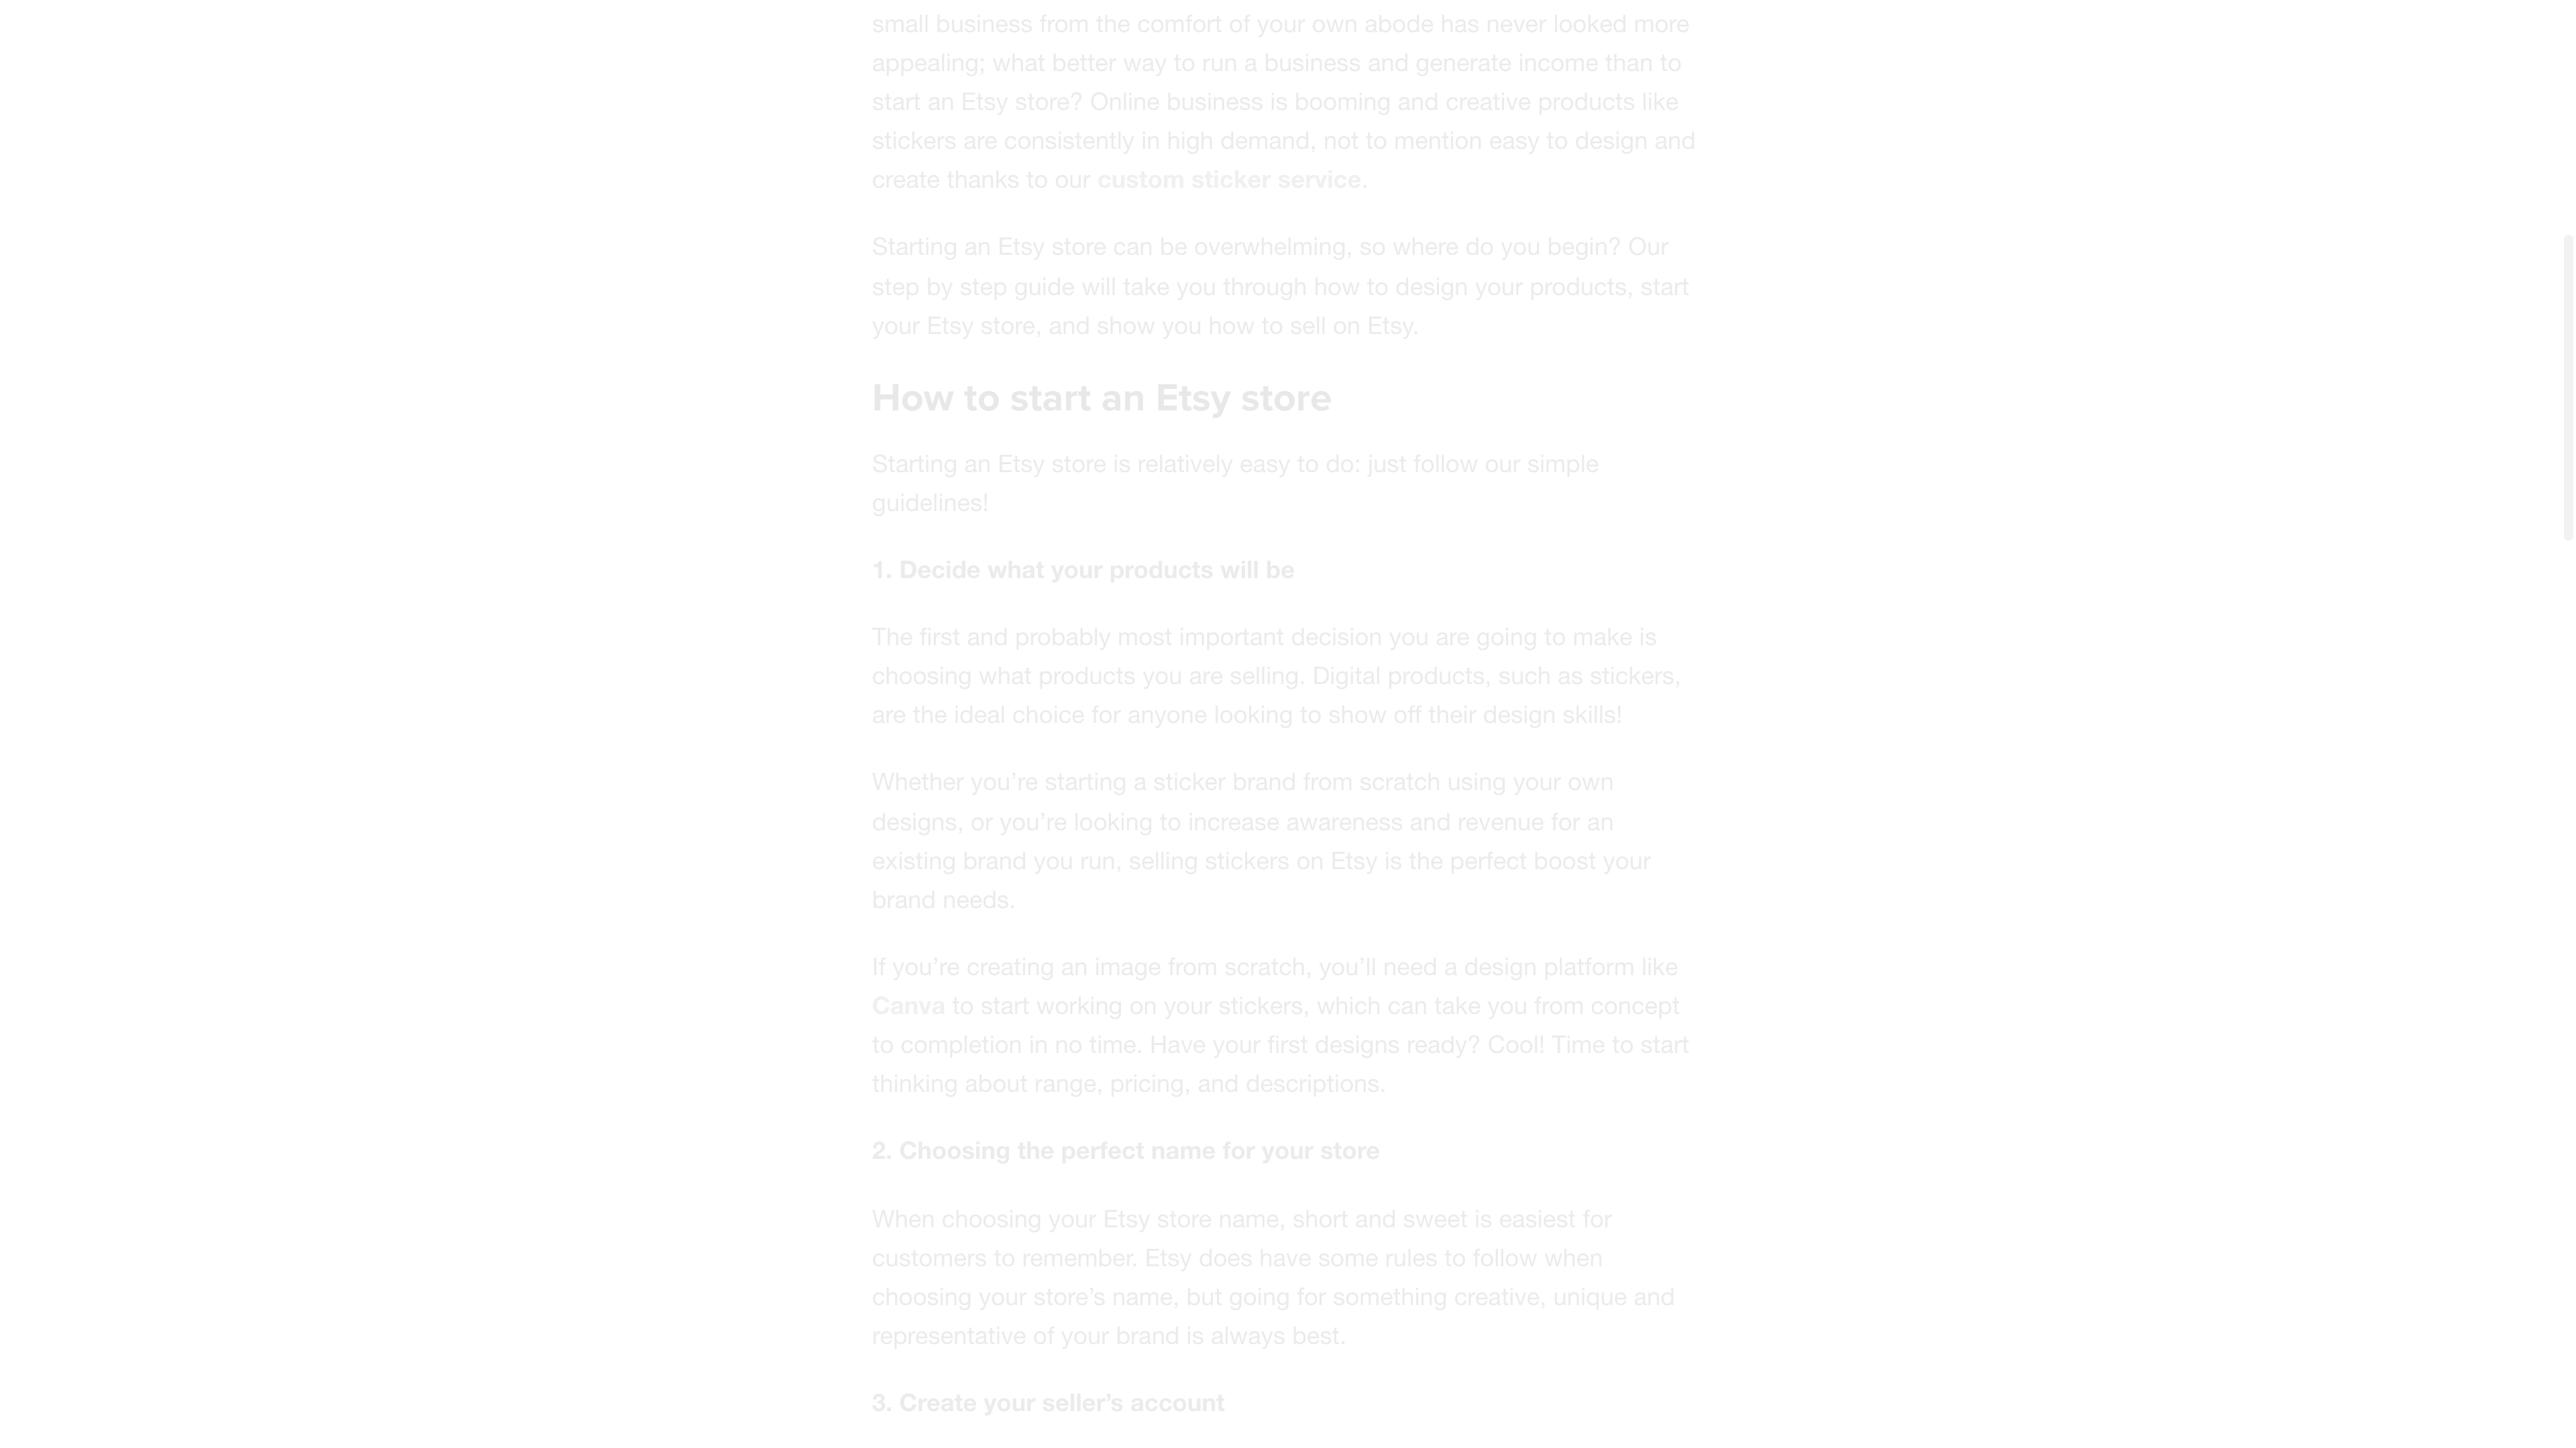 small business from the comfort of your own abode has never looked more
appealing; what better way to run a business and generate income than to
start an Etsy store? Online business is booming and creative products like
stickers are consistently in high demand, not to mention easy to design and
create thanks to our custom sticker service.
Starting an Etsy store can be overwhelming, so where do you begin? Our
step by step guide will take you through how to design your products, start
your Etsy store, and show you how to sell on Etsy.
How to start an Etsy store
Starting an Etsy store is relatively easy to do: just follow our simple
guidelines!
1. Decide what your products will be
The first and probably most important decision you are going to make is
choosing what products you are selling. Digital products, such as stickers,
are the ideal choice for anyone looking to show off their design skills!
Whether you’re starting a sticker brand from scratch using your own
designs, or you’re looking to increase awareness and revenue for an
existing brand you run, selling stickers on Etsy is the perfect boost your
brand needs.
If you’re creating an image from scratch, you’ll need a design platform like
Canva to start working on your stickers, which can take you from concept
to completion in no time. Have your first designs ready? Cool! Time to start
thinking about range, pricing, and descriptions.
2. Choosing the perfect name for your store
When choosing your Etsy store name, short and sweet is easiest for
customers to remember. Etsy does have some rules to follow when
choosing your store’s name, but going for something creative, unique and
representative of your brand is always best.
3. Create your seller’s account